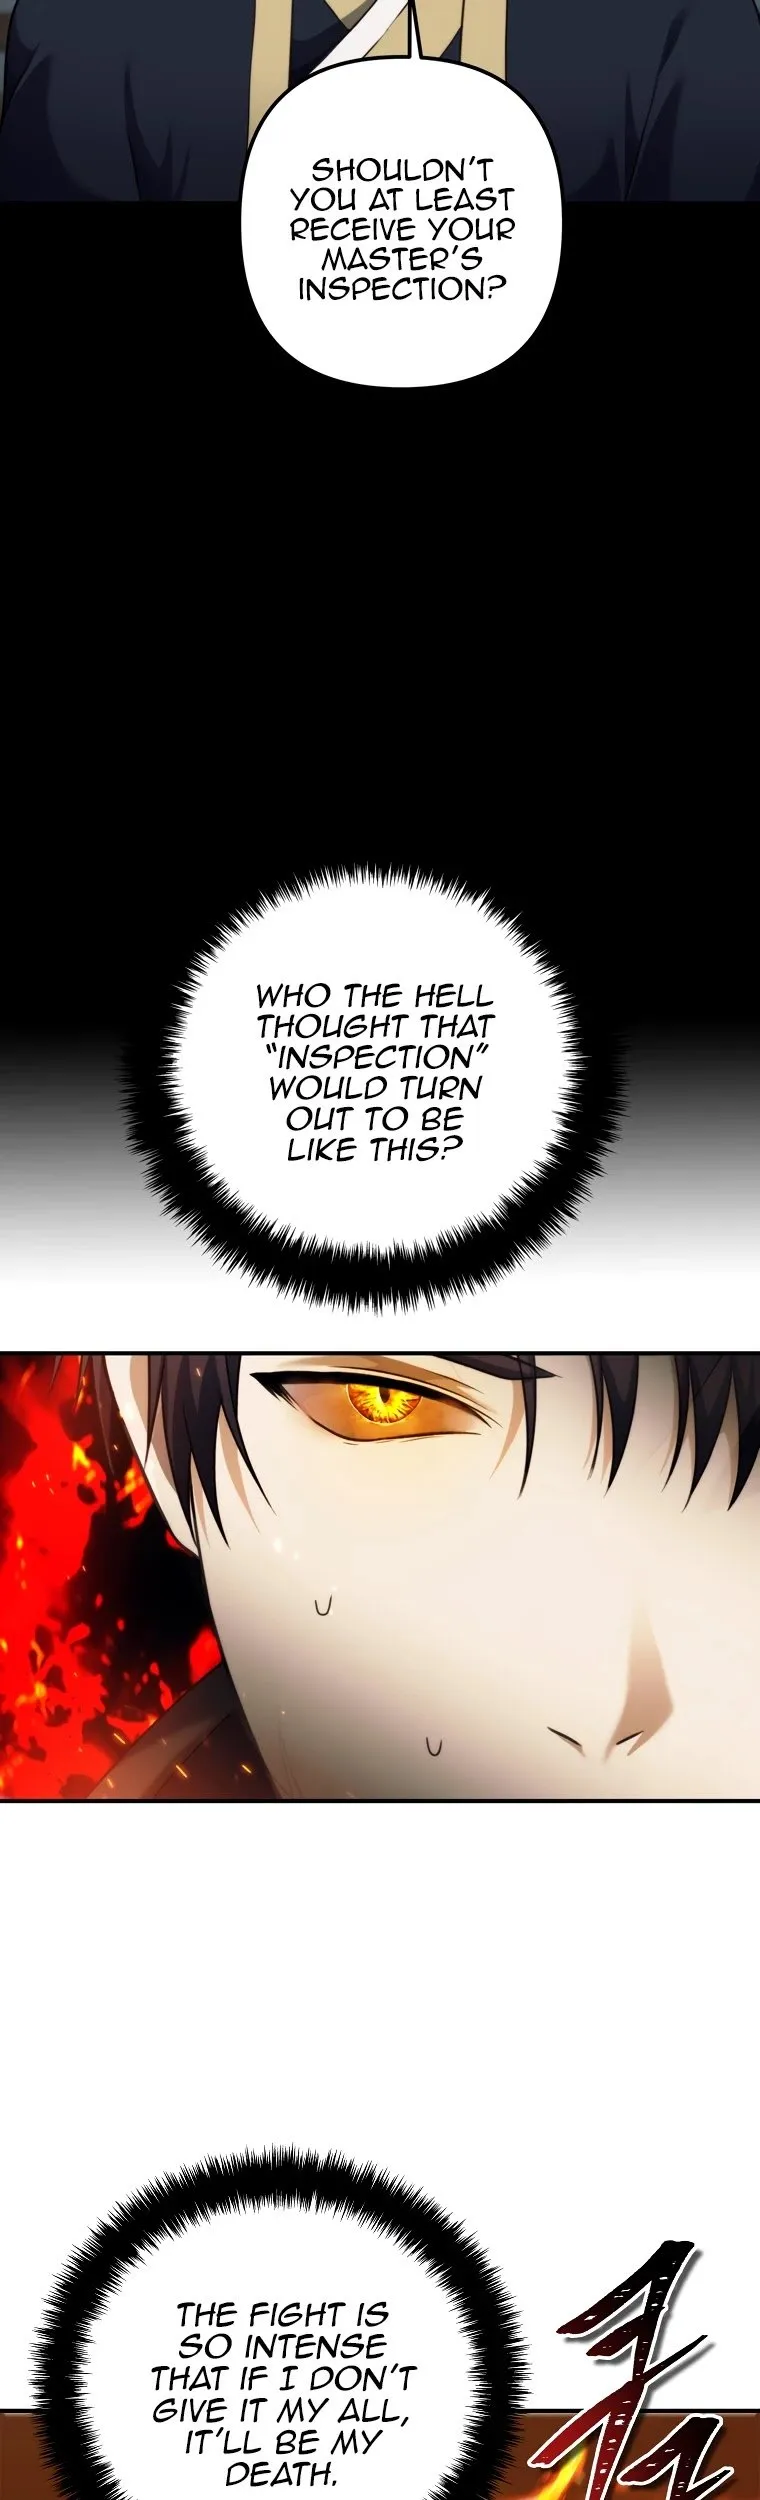 SHOULDN'T
YOU AT LEAST
RECEIVE YOUR
MASTER'S
INSPECTION?
WHO THE HELL
THOUGHT THAT
"INSPECTION"
WOULD TURN
OUT TO BE
LIKE THIS?
THE FIGHT IS
SO INTENSE
THAT IF I DON'T
GIVE IT MY ALL,
IT'LL BE MY
DEATH.